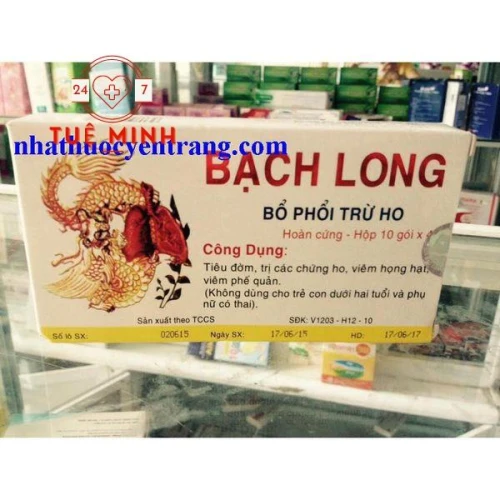 24 7
TUỆ MINH
nhathuocyentrang.com
BẠCH LONG
BỔ PHỔI TRỪ HO
Hoàn cứng - Hộp 10 gói x 4
Công Dụng:
Tiêu đờm, trị các chứng ho, viêm họng hạt,
viêm phế quản.
(Không dùng cho trẻ con dưới hai tuổi và phụ
nữ có thai).
Sản xuất theo TCCS SĐK: V1203 - H12 - 10
Số lô SX: 020615 Ngày SX: 17/06/15 HD: 17/06/17